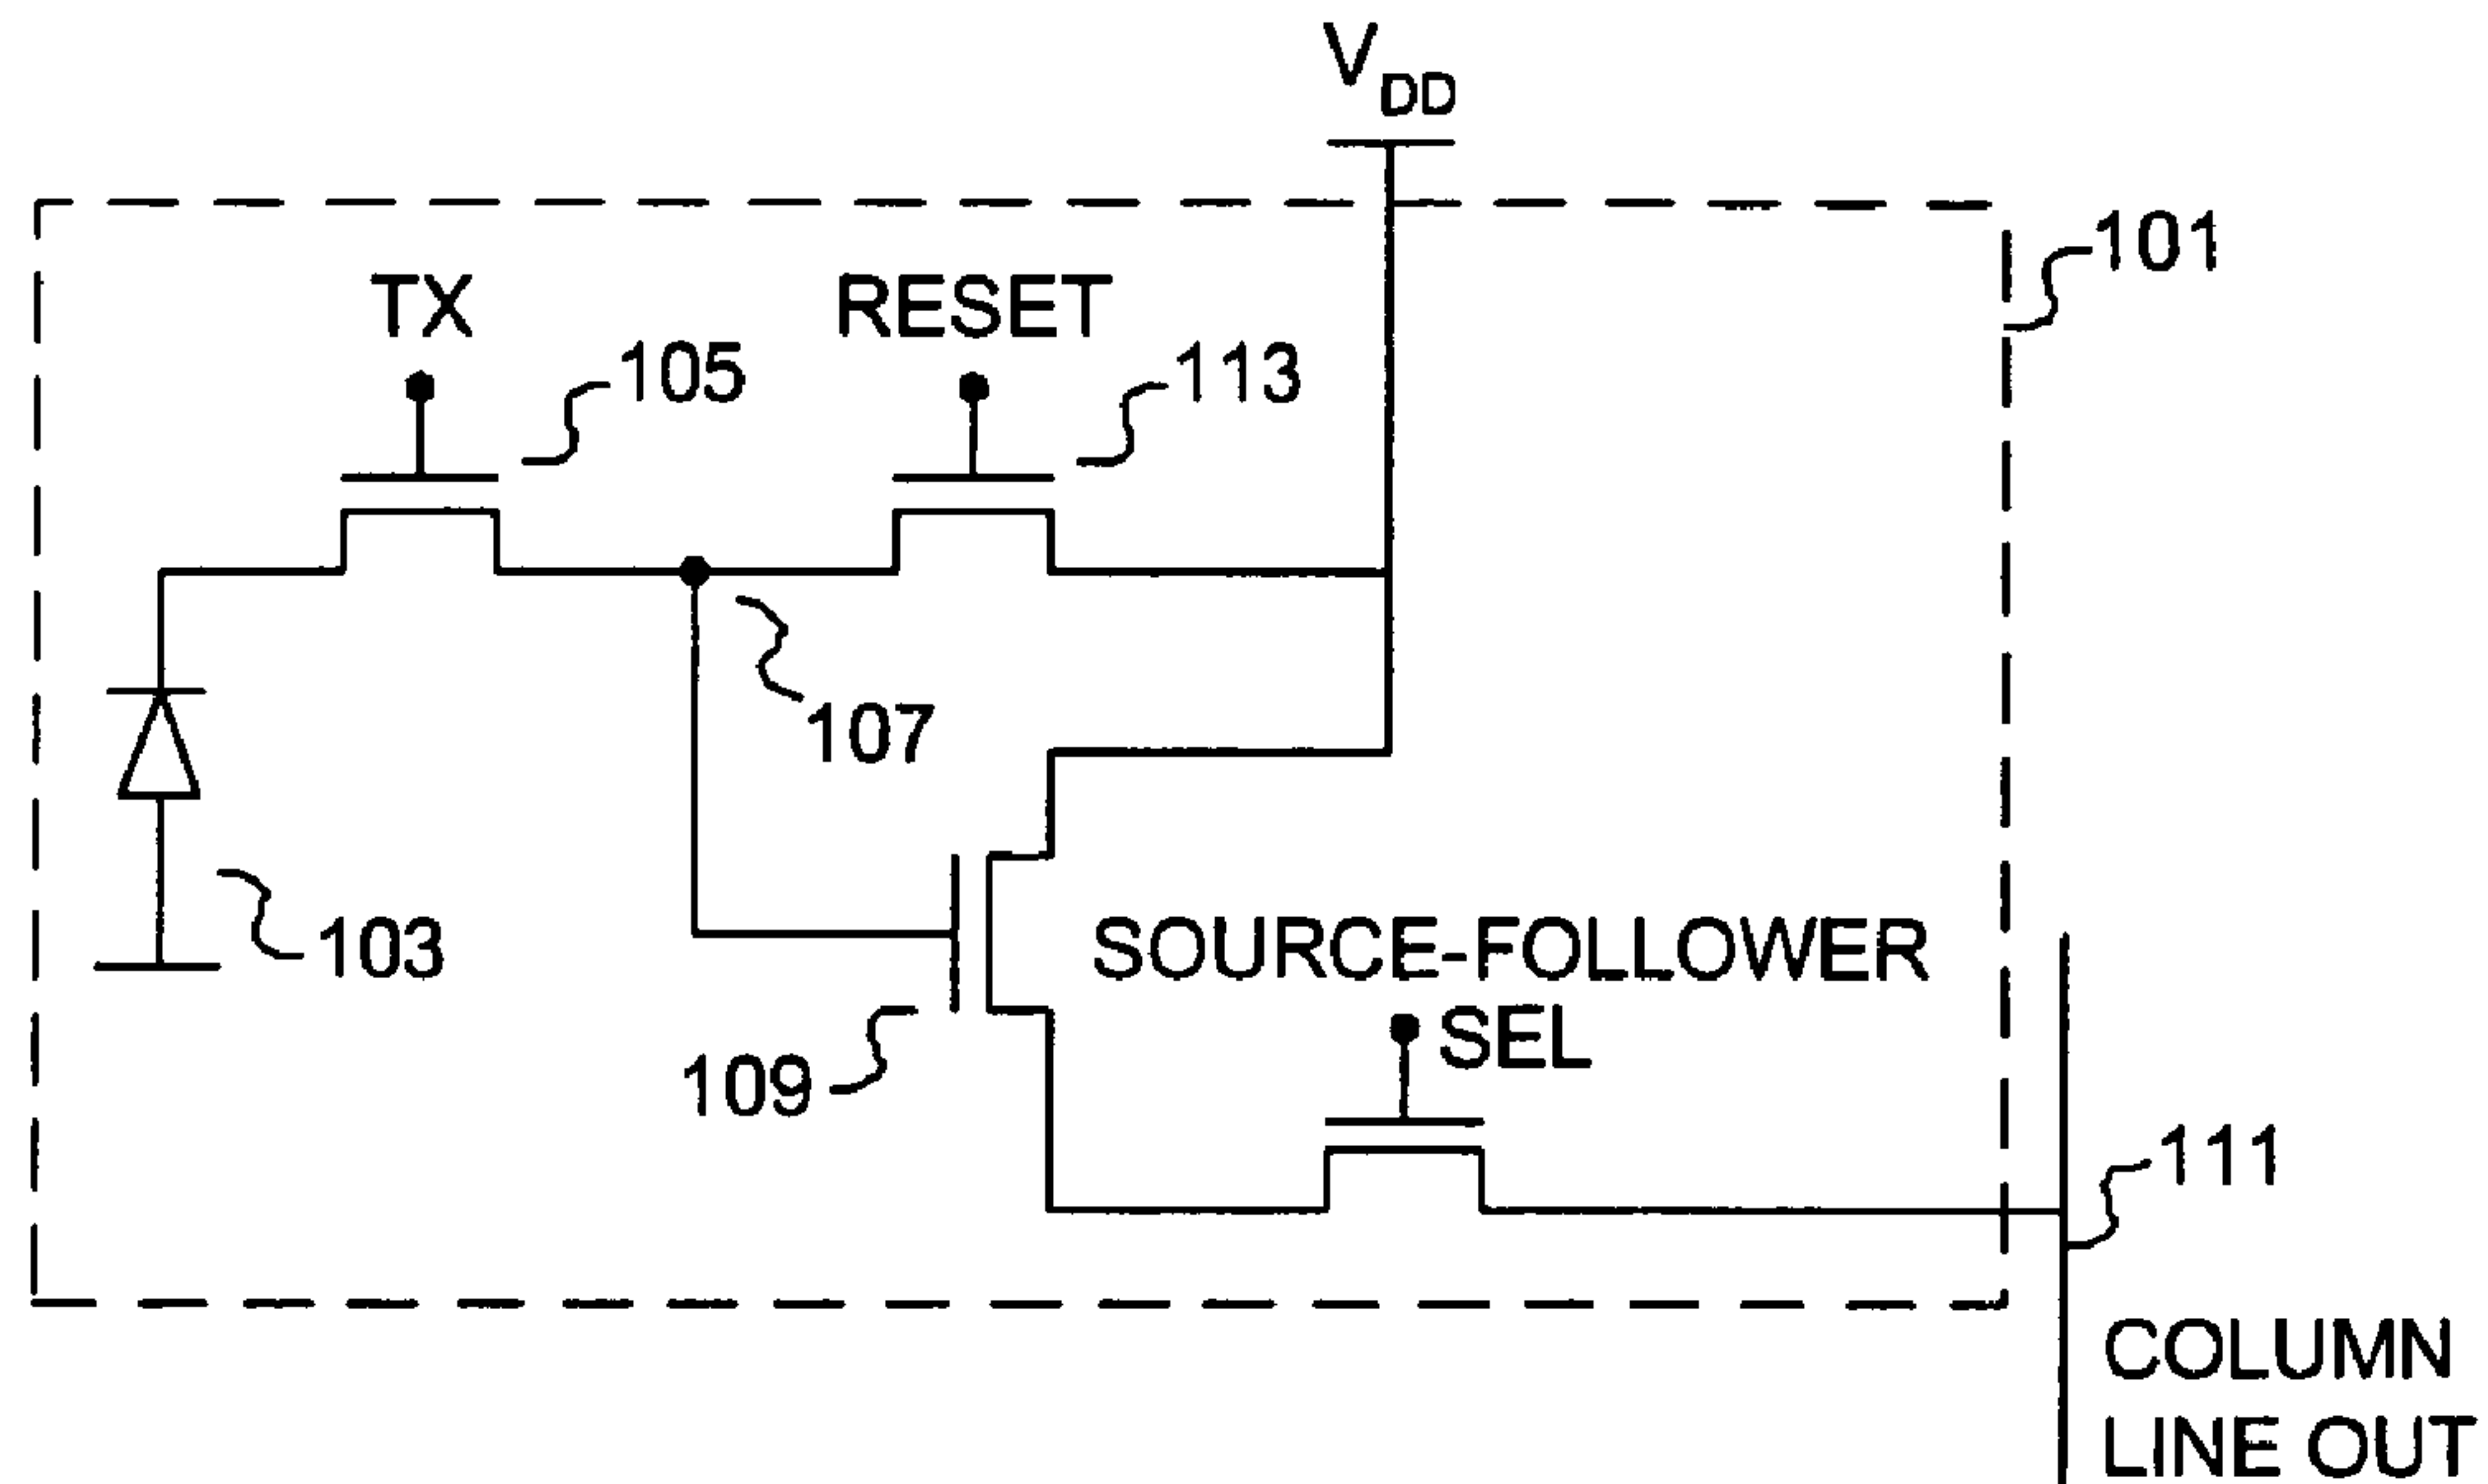 VDD
101
TX
RESET
105
113
107
103
SOURCE-FOLLOWER
SEL
109
111
COLUMN
LINE OUT